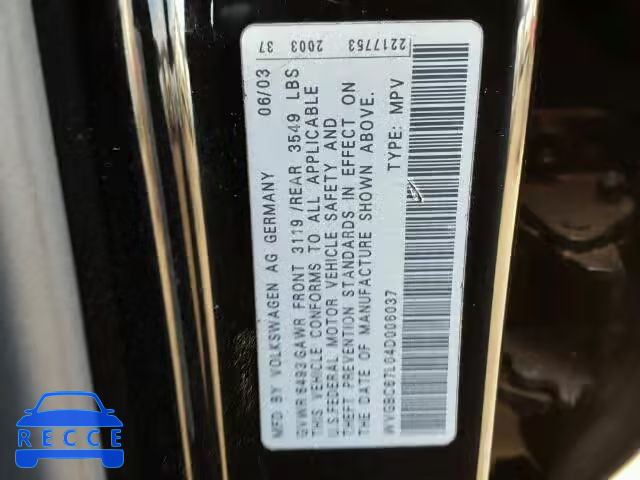 37 2003 2217753
MFD BY VOLKSWAGEN AG GERMANY 06/03
GVWR 6493 GAWR FRONT 3119 /REAR 3549 LBS
THIS VEHICLE CONFORMS TO ALL APPLICABLE
U.S.FEDERAL MOTOR VEHICLE SAFETY AND
THEFT PREVENTION STANDARDS IN EFFECT ON
THE DATE OF MANUFACTURE SHOWN ABOVE.
WVGBC67L64D006037 TYPE: MPV
RECCE